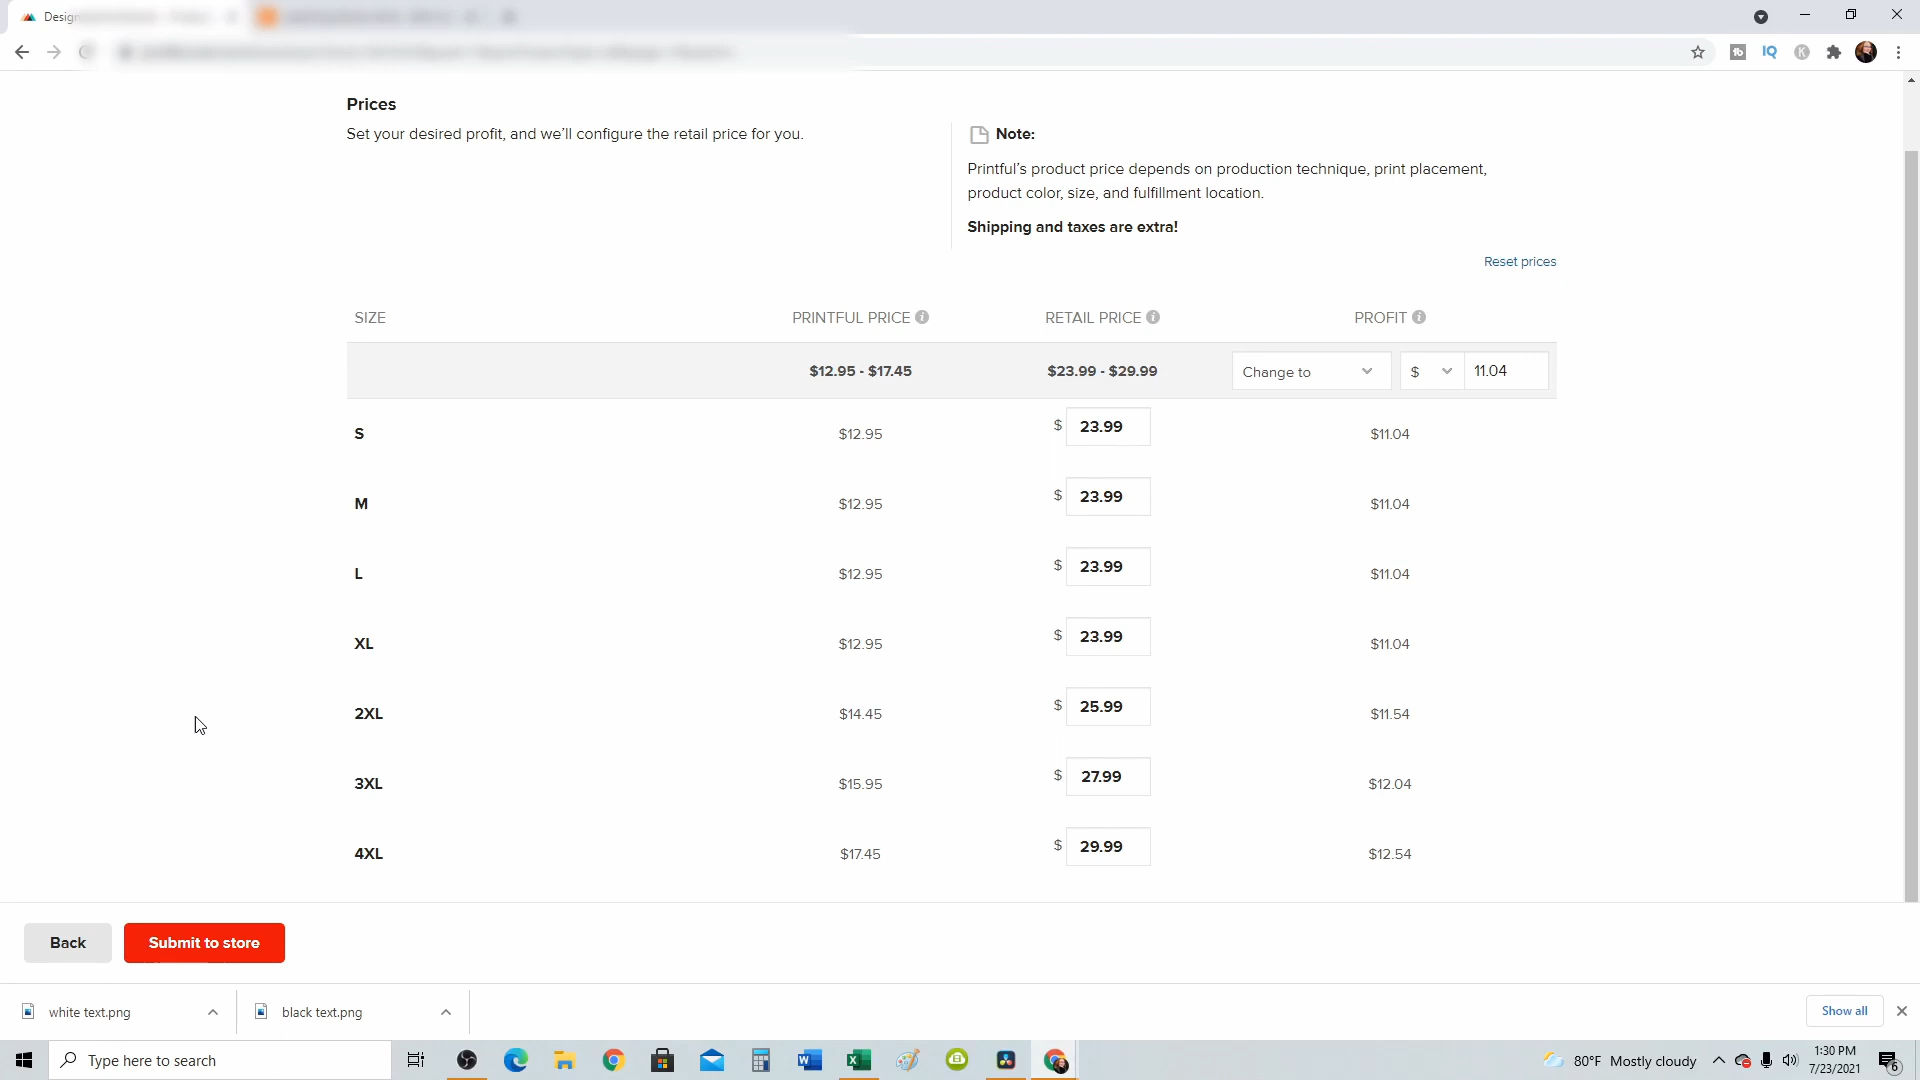 Design
IQ
K
Prices
Set your desired profit, and we'll configure the retail price for you.
Note:
Printful's product price depends on production technique, print placement,
product color, size, and fulfillment location.
Shipping and taxes are extra!
Reset prices
SIZE PRINTFUL PRICE RETAIL PRICE PROFIT
$12.95 - $17.45 $23.99 - $29.99 Change to $ 11.04
S $12.95 $ 23.99 $11.04
M $12.95 $ 23.99 $11.04
L $12.95 $ 23.99 $11.04
XL $12.95 $ 23.99 $11.04
2XL $14.45 $ 25.99 $11.54
3XL $15.95 $ 27.99 $12.04
4XL $17.45 $ 29.99 $12.54
Back Submit to store
white text.png black text.png Show all
Type here to search 80°F Mostly cloudy 1:30 PM
7/23/2021 6